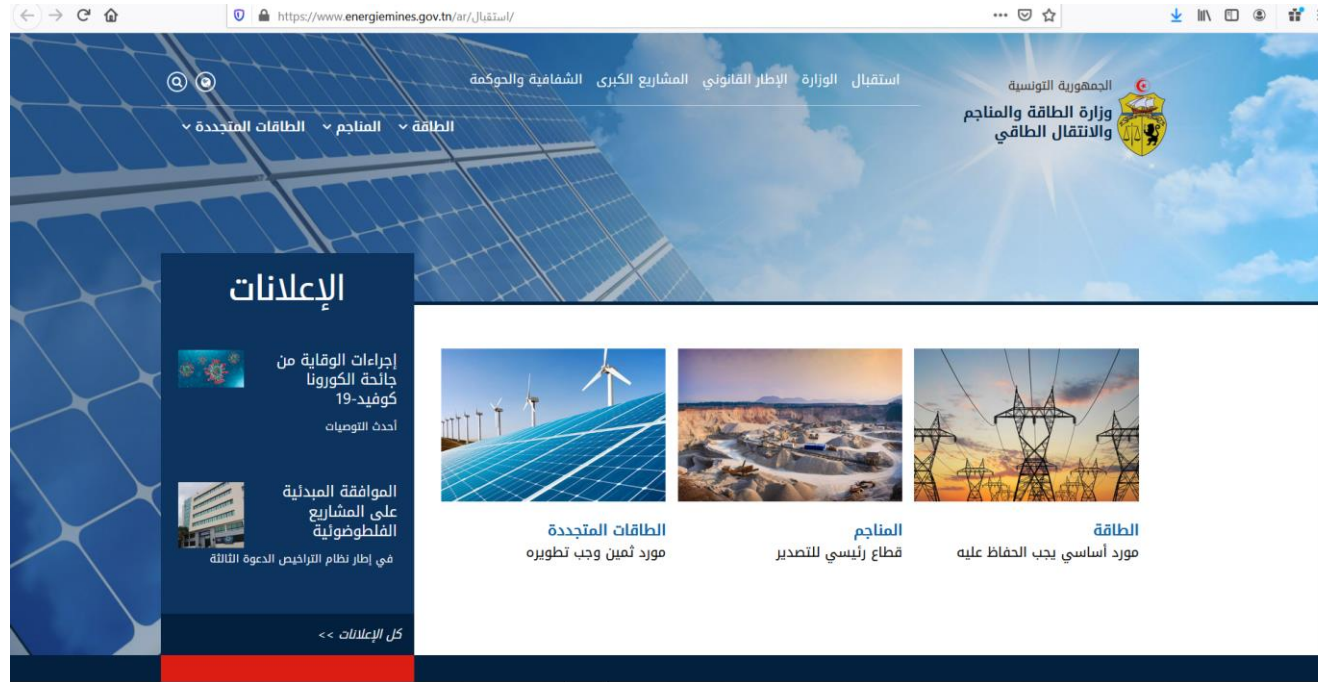 https://www.energiemines.gov.tn/ar/استقبال/
الجمهورية التونسية
وزارة الطاقة والمناجم
والانتقال الطاقي
استقبال الوزارة الإطار القانوني المشاريع الكبرى الشفافية والحوكمة
الطاقة المناجم الطاقات المتجددة
الطاقة
مورد أساسي يجب الحفاظ عليه
المناجم
قطاع رئيسي للتصدير
الطاقات المتجددة
مورد ثمين وجب تطويره
الإعلانات
إجراءات الوقاية من
جائحة الكورونا
كوفيد-19
أحدث التوصيات
الموافقة المبدئية
على المشاريع
الفلطوضوئية
في إطار نظام التراخيص الدعوة الثالثة
كل الإعلانات >>